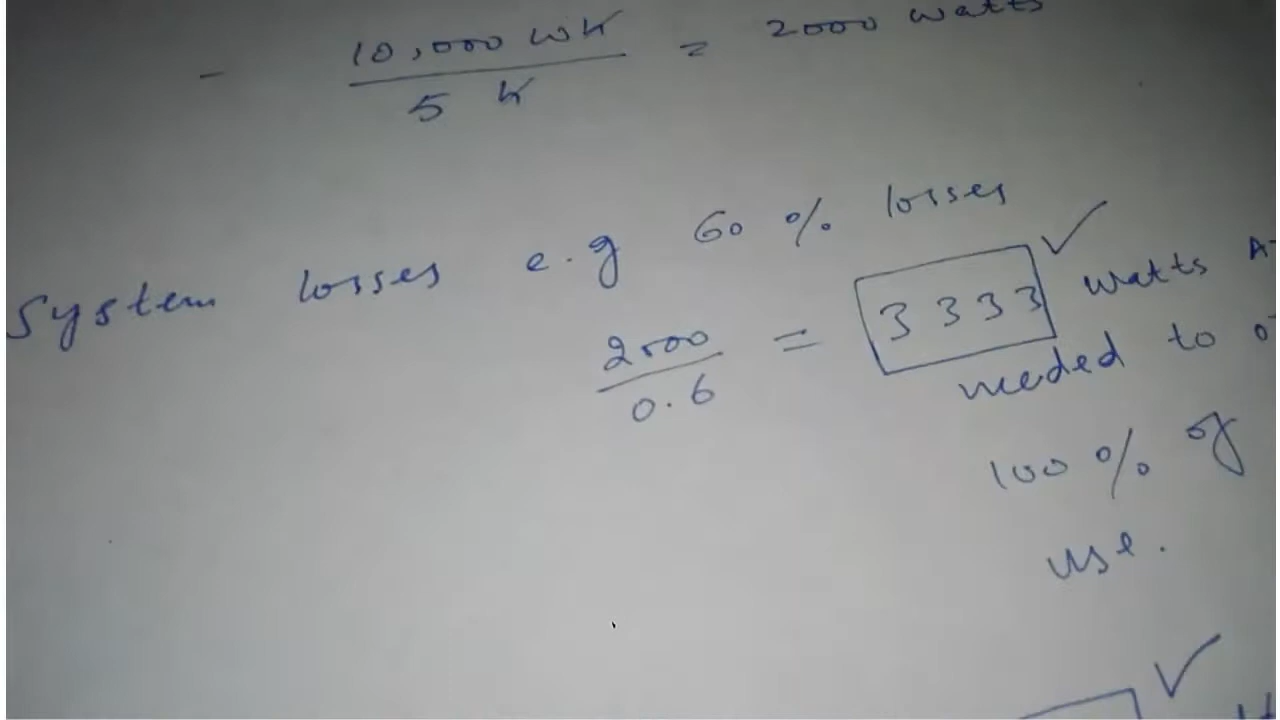 - 10,000 wh / 5 h = 2000 watts
System losses e.g 60 % losses
2000 / 0.6 = 3333 ✓ watts
needed to
100 % of
use.